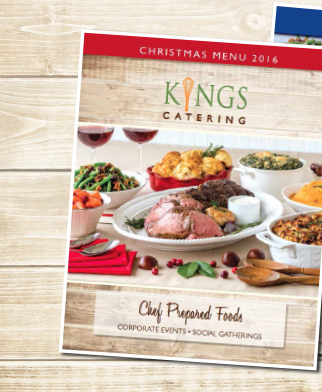 CHRISTMAS MENU 2016
KINGS
CATERING
Chef Prepared Foods
CORPORATE EVENTS • SOCIAL GATHERINGS